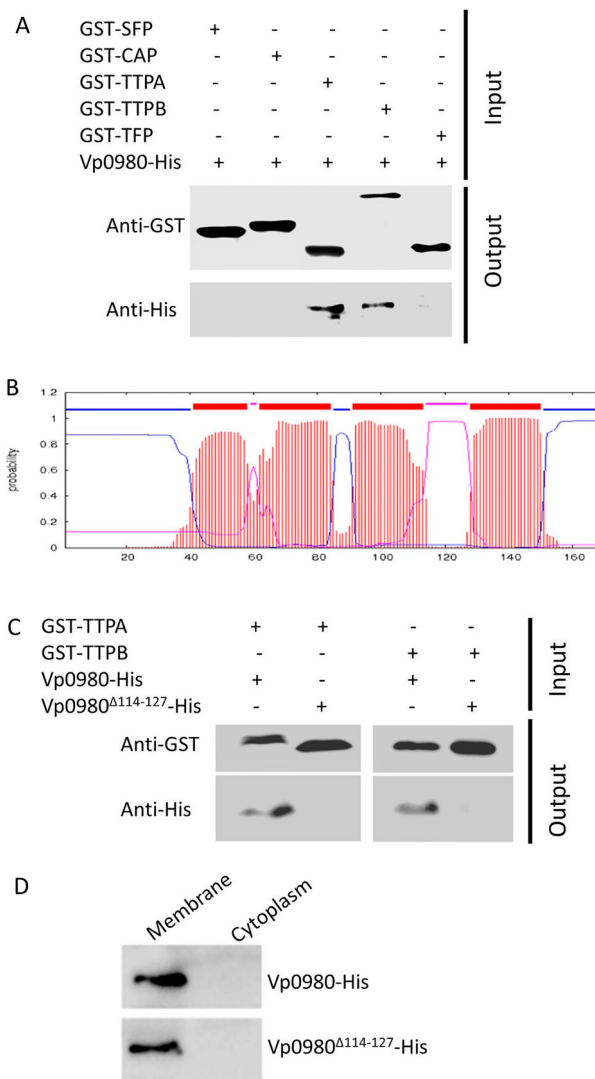 A
GST-SFP + - - - -
GST-CAP - + - - -
GST-TTPA - - + - -
GST-TTPB - - - + -
GST-TFP - - - - +
Vp0980-His + + + + +
Input
Anti-GST
Anti-His
Output
B
1.2
1
0.8
0.6
0.4
0.2
0
probability
20 40 60 80 100 120 140 160
C
GST-TTPA + + - -
GST-TTPB - - + +
Vp0980-His + - + -
Vp0980Δ114-127-His - + - +
Input
Anti-GST
Anti-His
Output
D
Membrane
Cytoplasm
Vp0980-His
Vp0980Δ114-127-His